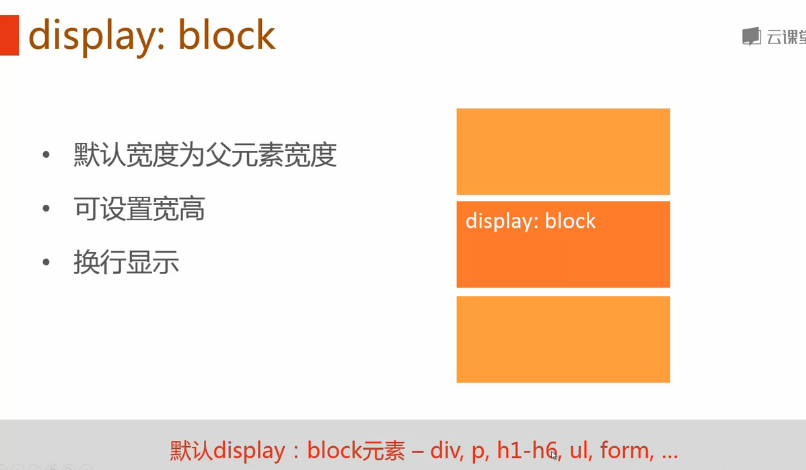 display: block
云课堂
• 默认宽度为父元素宽度
• 可设置宽高
• 换行显示
display: block
默认display：block元素 – div, p, h1-h6, ul, form, ...